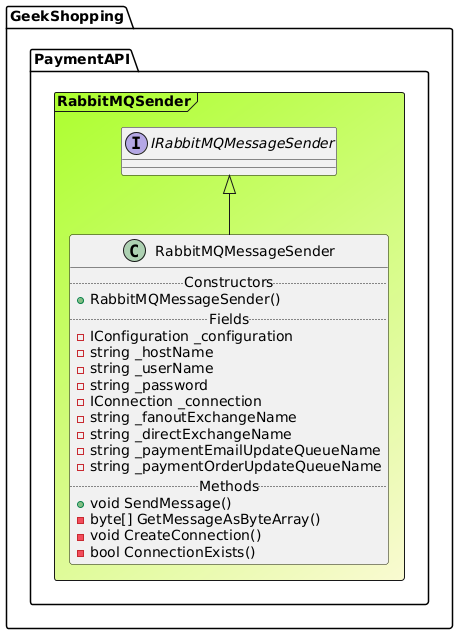 GeekShopping
PaymentAPI
RabbitMQSender
I IRabbitMQMessageSender
C RabbitMQMessageSender
Constructors
RabbitMQMessageSender()
Fields
IConfiguration _configuration
string _hostName
string _userName
string _password
IConnection _connection
string _fanoutExchangeName
string _directExchangeName
string _paymentEmailUpdateQueueName
string _paymentOrderUpdateQueueName
Methods
void SendMessage()
byte[] GetMessageAsByteArray()
void CreateConnection()
bool ConnectionExists()